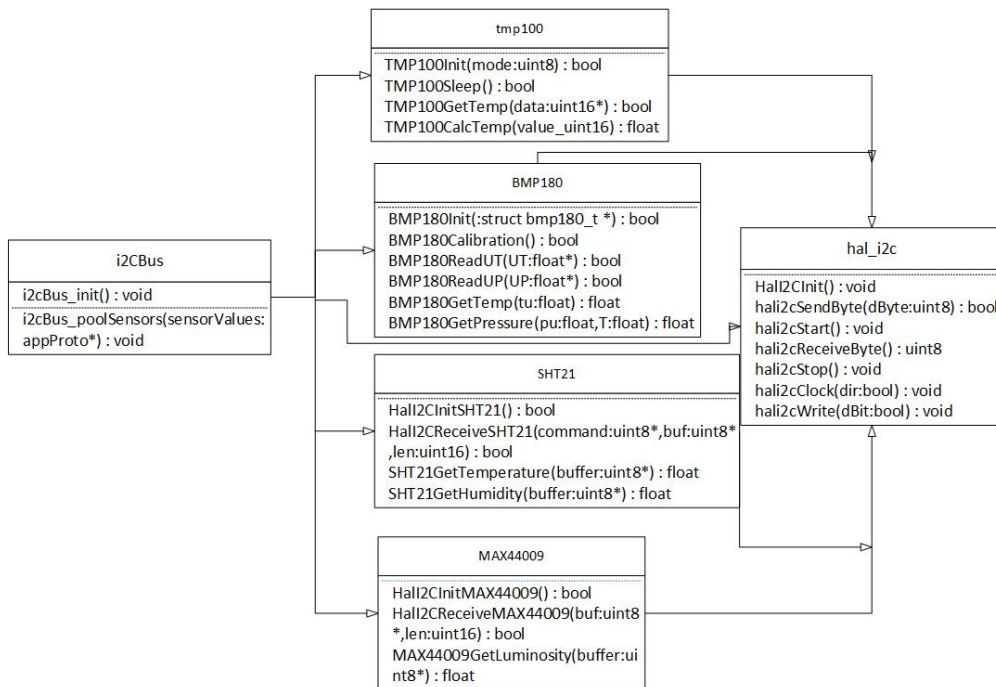 tmp100
TMP100Init(mode:uint8) : bool
TMP100Sleep() : bool
TMP100GetTemp(data:uint16*) : bool
TMP100CalcTemp(value_uint16) : float
BMP180
BMP180Init(:struct bmp180_t *) : bool
BMP180Calibration() : bool
BMP180ReadUT(UT:float*) : bool
BMP180ReadUP(UP:float*) : bool
BMP180GetTemp(tu:float) : float
BMP180GetPressure(pu:float,T:float) : float
i2CBus
i2cBus_init() : void
i2cBus_poolSensors(sensorValues:
appProto*) : void
hal_i2c
HalI2CInit() : void
hali2cSendByte(dByte:uint8) : bool
hali2cStart() : void
hali2cReceiveByte() : uint8
hali2cStop() : void
hali2cClock(dir:bool) : void
hali2cWrite(dBit:bool) : void
SHT21
HalI2CInitSHT21() : bool
HalI2CReceiveSHT21(command:uint8*,buf:uint8*
,len:uint16) : bool
SHT21GetTemperature(buffer:uint8*) : float
SHT21GetHumidity(buffer:uint8*) : float
MAX44009
HalI2CInitMAX44009() : bool
HalI2CReceiveMAX44009(buf:uint8
*,len:uint16) : bool
MAX44009GetLuminosity(buffer:ui
nt8*) : float